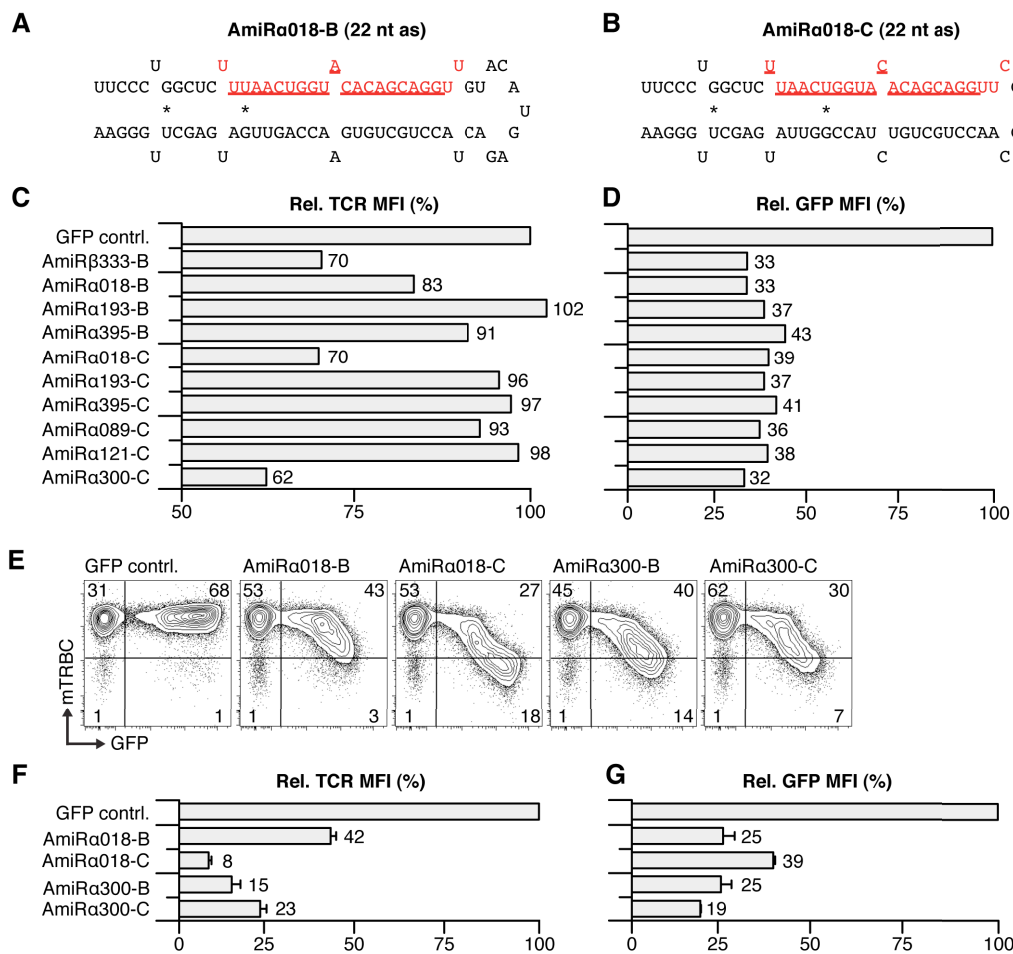 A
AmiRα018-B (22 nt as)
U U A U AC
UUCCC GGCUC UUAACUGGU CACAGCAGGU GU A
* * U
AAGGG UCGAG AGUUGACCA GUGUCGUCCA CA G
U U A U GA
B
AmiRα018-C (22 nt as)
U U C C
UUCCC GGCUC UAACUGGUA ACAGCAGGUU
* *
AAGGG UCGAG AUUGGCCAU UGUCGUCCAA
U U C C
C
Rel. TCR MFI (%)
GFP contrl.
AmiRβ333-B 70
AmiRα018-B 83
AmiRα193-B 102
AmiRα395-B 91
AmiRα018-C 70
AmiRα193-C 96
AmiRα395-C 97
AmiRα089-C 93
AmiRα121-C 98
AmiRα300-C 62
50 75 100
D
Rel. GFP MFI (%)
33
33
37
43
39
37
41
36
38
32
0 25 50 75 100
E
GFP contrl. AmiRα018-B AmiRα018-C AmiRα300-B AmiRα300-C
31 68 53 43 53 27 45 40 62 30
1 1 1 3 1 18 1 14 1 7
mTRBC
GFP
F
Rel. TCR MFI (%)
GFP contrl.
AmiRα018-B 42
AmiRα018-C 8
AmiRα300-B 15
AmiRα300-C 23
0 25 50 75 100
G
Rel. GFP MFI (%)
25
39
25
19
0 25 50 75 100